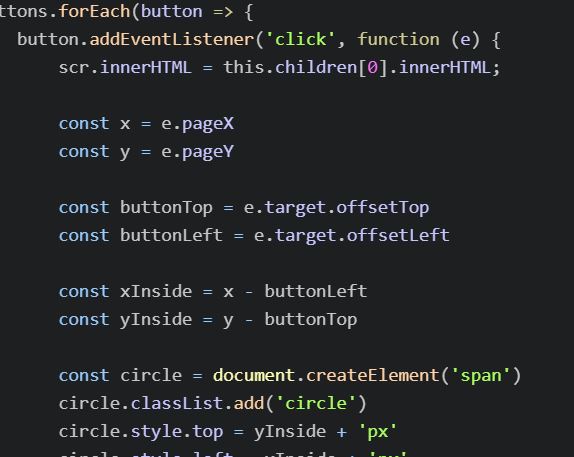 ttons.forEach(button => {
button.addEventListener('click', function (e) {
scr.innerHTML = this.children[0].innerHTML;
const x = e.pageX
const y = e.pageY
const buttonTop = e.target.offsetTop
const buttonLeft = e.target.offsetLeft
const xInside = x - buttonLeft
const yInside = y - buttonTop
const circle = document.createElement('span')
circle.classList.add('circle')
circle.style.top = yInside + 'px'